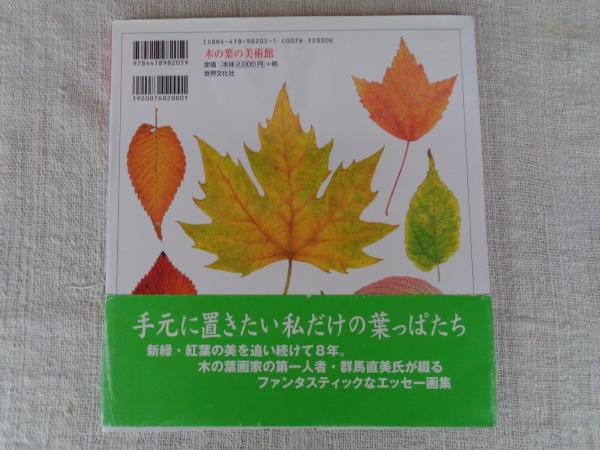 ISBN4-418-98205-1 C0076 ¥2000E
9784418982059
1920076020001
木の葉の美術館
定価:本体2,000円+税
世界文化社
手元に置きたい私だけの葉っぱたち
新緑・紅葉の美を追い続けて8年。
木の葉画家の第一人者・群馬直美氏が綴る
ファンタスティックなエッセー画集